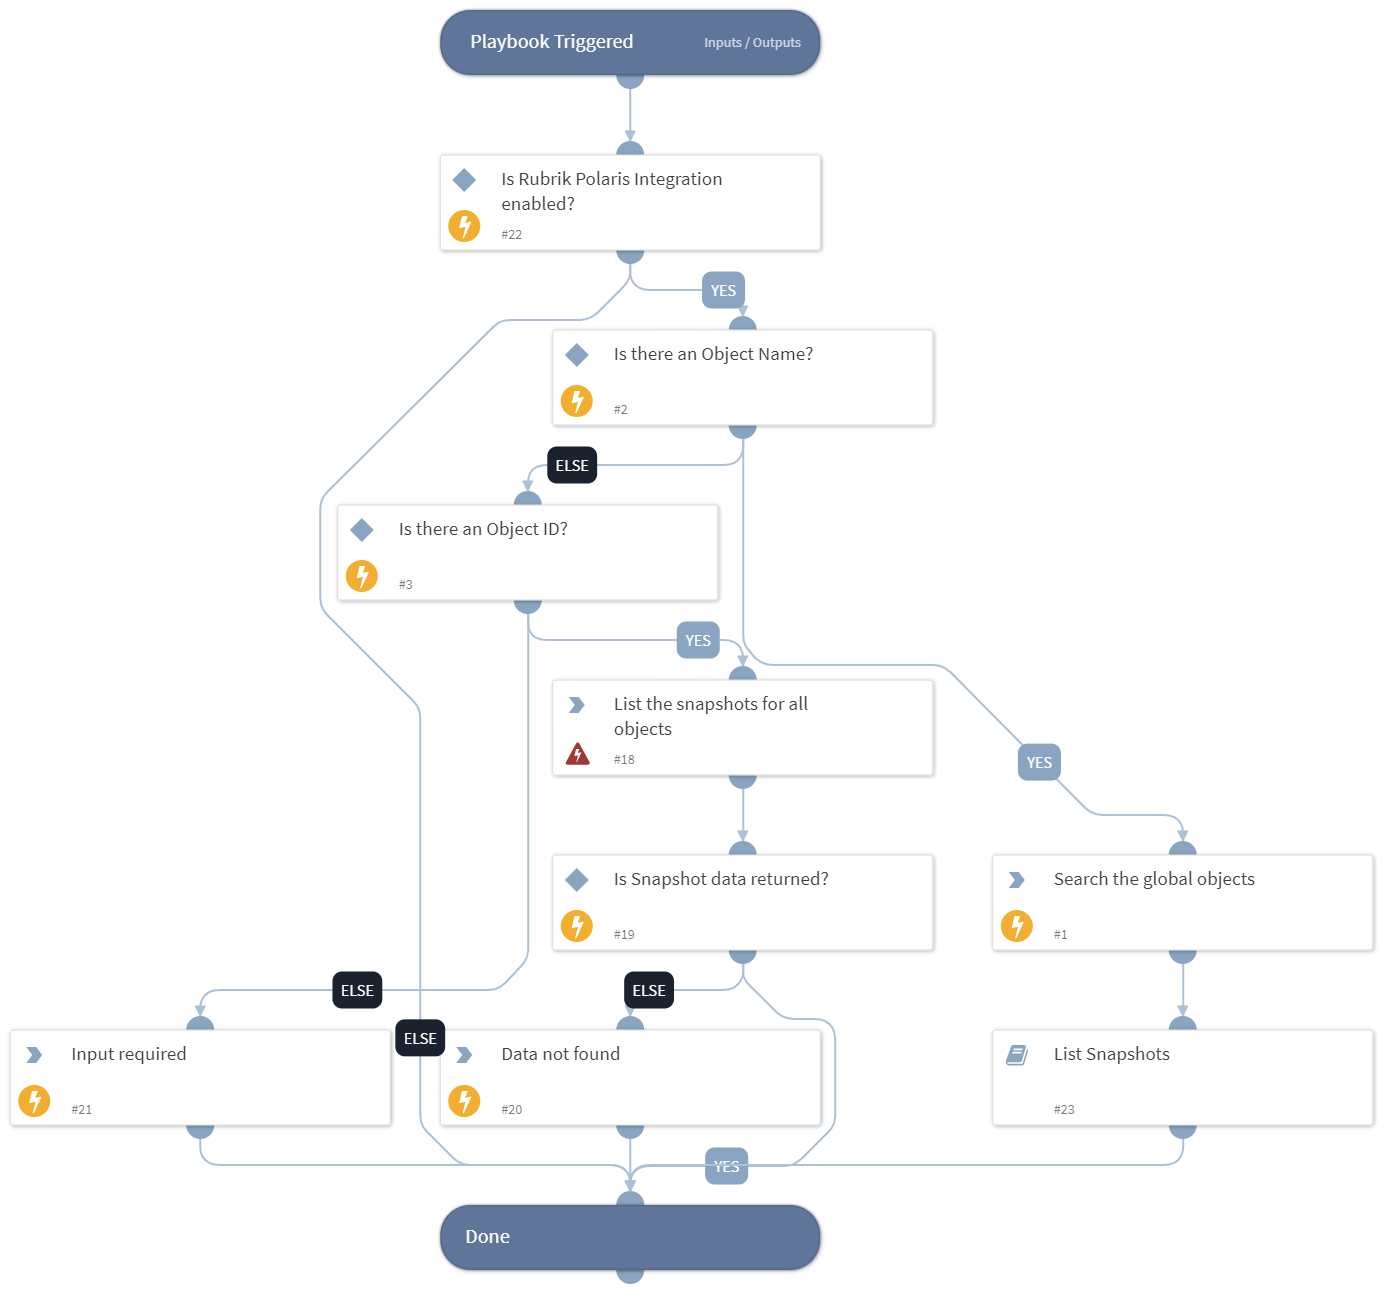 Playbook Triggered
Inputs / Outputs
Is Rubrik Polaris Integration
enabled?
#22
YES
Is there an Object Name?
#2
ELSE
Is there an Object ID?
#3
YES
List the snapshots for all
objects
#18
YES
Is Snapshot data returned?
#19
Search the global objects
#1
ELSE
ELSE
ELSE
Input required
#21
Data not found
#20
List Snapshots
#23
YES
Done